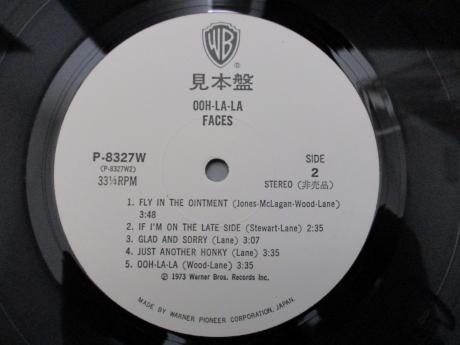 WB
®
見本盤
OOH-LA-LA
FACES
P-8327W
(P-8327W2)
33⅓RPM
SIDE
2
STEREO (非売品)
1. FLY IN THE OINTMENT (Jones-McLagan-Wood-Lane)
3:48
2. IF I'M ON THE LATE SIDE (Stewart-Lane) 2:35
3. GLAD AND SORRY (Lane) 3:07
4. JUST ANOTHER HONKY (Lane) 3:35
5. OOH-LA-LA (Wood-Lane) 3:35
Ⓟ 1973 Warner Bros. Records Inc.
MADE BY WARNER PIONEER CORPORATION, JAPAN.